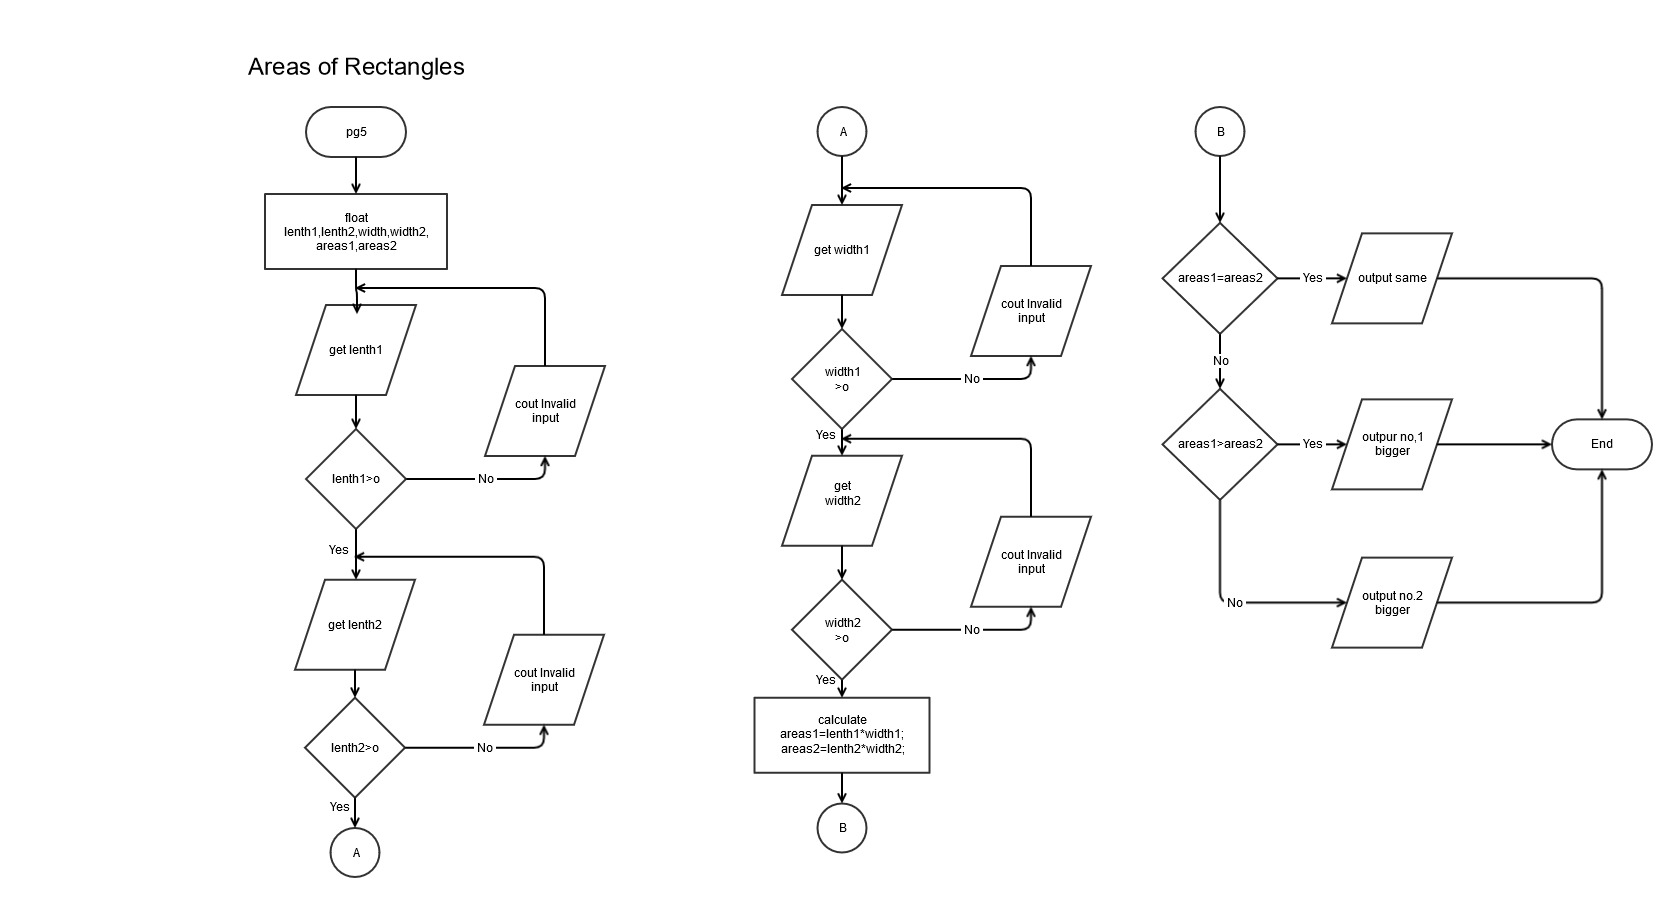 Areas of Rectangles
pg5
float
lenth1,lenth2,width,width2,
areas1,areas2
get lenth1
cout Invalid
input
lenth1>o
No
Yes
get lenth2
cout Invalid
input
lenth2>o
No
Yes
A
A
get width1
cout Invalid
input
width1
>o
No
Yes
get
width2
cout Invalid
input
width2
>o
No
Yes
calculate
areas1=lenth1*width1;
areas2=lenth2*width2;
B
B
areas1=areas2
Yes
output same
No
areas1>areas2
Yes
outpur no,1
bigger
End
No
output no.2
bigger